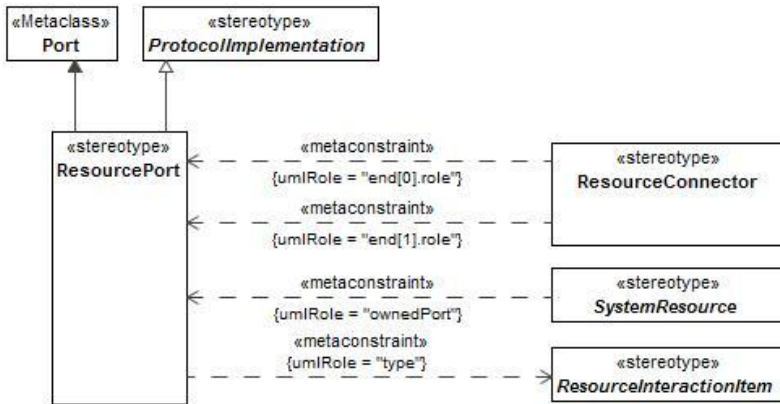 «Metaclass»
Port
«stereotype»
ProtocolImplementation
«stereotype»
ResourcePort
«metaconstraint»
{umlRole = "end[0].role"}
«metaconstraint»
{umlRole = "end[1].role"}
«stereotype»
ResourceConnector
«metaconstraint»
{umlRole = "ownedPort"}
«stereotype»
SystemResource
«metaconstraint»
{umlRole = "type"}
«stereotype»
ResourceInteractionItem